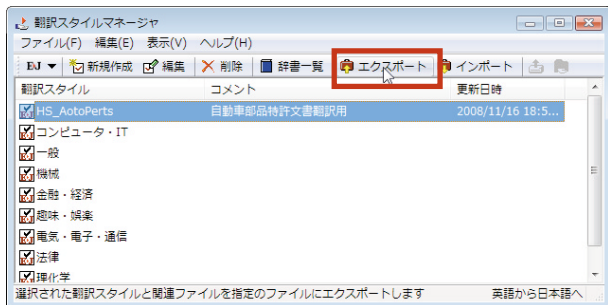 翻訳スタイルマネージャ
ファイル(F) 編集(E) 表示(V) ヘルプ(H)
EJ 新規作成 編集 削除 辞書一覧 エクスポート インポート
翻訳スタイル コメント 更新日時
HS_AutoPerts 自動車部品特許文書翻訳用 2008/11/16 18:5...
コンピュータ・IT
一般
機械
金融・経済
趣味・娯楽
電気・電子・通信
法律
理化学
選択された翻訳スタイルと関連ファイルを指定のファイルにエクスポートします 英語から日本語へ